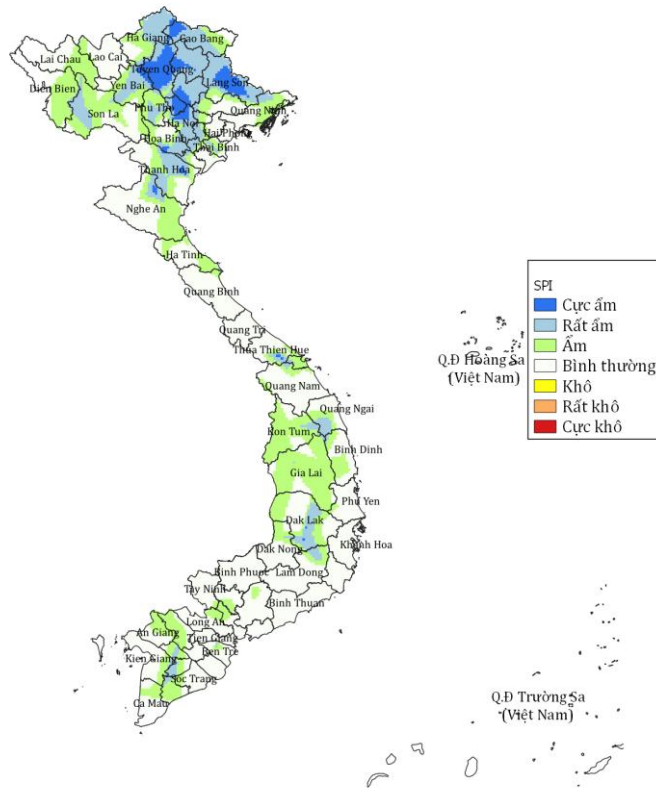 Ha Giang
Cao Bang
Lai Chau
Lao Cai
Tuyen Quang
Lang Son
Dien Bien
Yen Bai
Son La
Phu Tho
Quang Ninh
Ha Noi
Hai Phong
Hoa Binh
Thai Binh
Thanh Hoa
Nghe An
Ha Tinh
Quang Binh
Quang Tri
Thua Thien Hue
Quang Nam
Quang Ngai
Kon Tum
Binh Dinh
Gia Lai
Phu Yen
Dak Lak
Khanh Hoa
Dak Nong
Binh Phuoc
Lam Dong
Tay Ninh
Binh Thuan
Long An
An Giang
Tien Giang
Kien Giang
Ben Tre
Soc Trang
Ca Mau
SPI
Cực ẩm
Rất ẩm
Ẩm
Bình thường
Khô
Rất khô
Cực khô
Q.Đ Hoàng Sa
(Việt Nam)
Q.Đ Trường Sa
(Việt Nam)